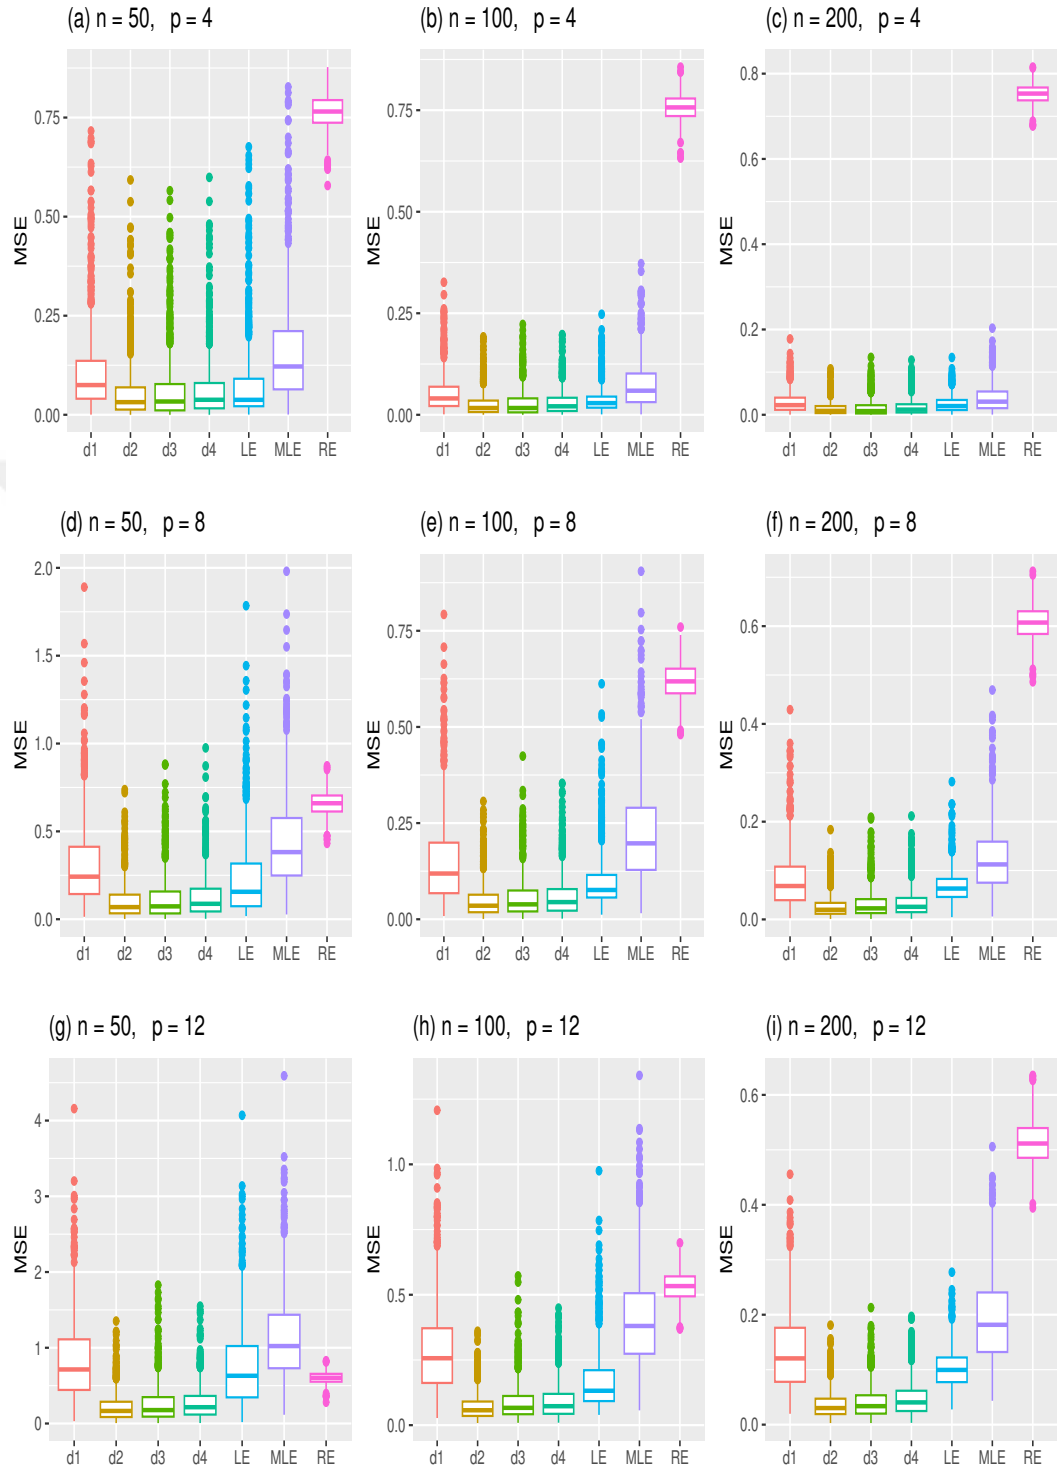 (a) n = 50, p = 4
(b) n = 100, p = 4
(c) n = 200, p = 4
MSE
0.75
0.50
0.25
0.00
d1 d2 d3 d4 LE MLE RE
MSE
0.75
0.50
0.25
0.00
d1 d2 d3 d4 LE MLE RE
MSE
0.8
0.6
0.4
0.2
0.0
d1 d2 d3 d4 LE MLE RE
(d) n = 50, p = 8
(e) n = 100, p = 8
(f) n = 200, p = 8
MSE
2.0
1.5
1.0
0.5
0.0
d1 d2 d3 d4 LE MLE RE
MSE
0.75
0.50
0.25
0.00
d1 d2 d3 d4 LE MLE RE
MSE
0.6
0.4
0.2
0.0
d1 d2 d3 d4 LE MLE RE
(g) n = 50, p = 12
(h) n = 100, p = 12
(i) n = 200, p = 12
MSE
4
3
2
1
0
d1 d2 d3 d4 LE MLE RE
MSE
1.0
0.5
0.0
d1 d2 d3 d4 LE MLE RE
MSE
0.6
0.4
0.2
0.0
d1 d2 d3 d4 LE MLE RE